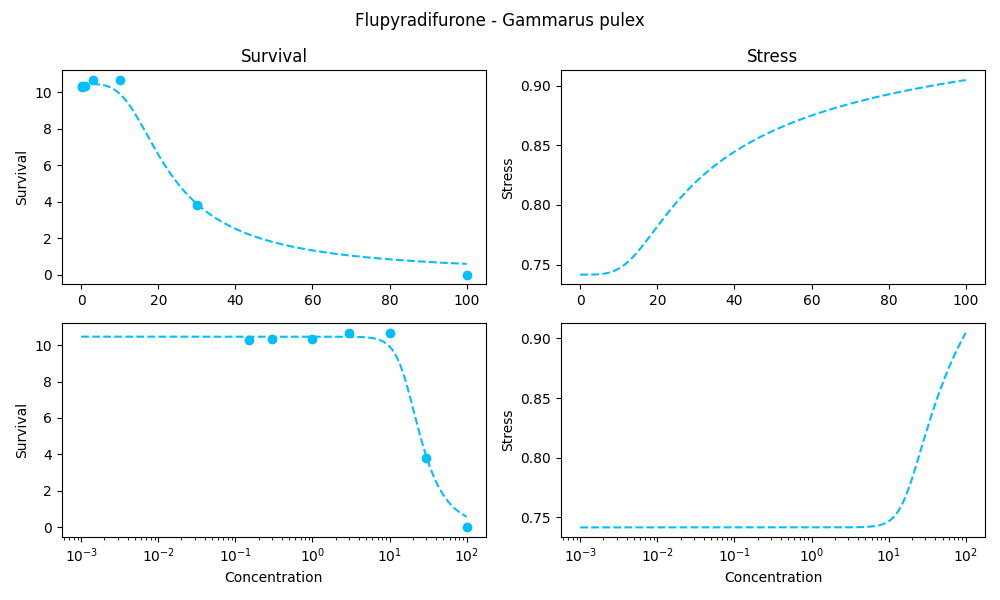 Flupyradifurone - Gammarus pulex
Survival
Stress
10
8
6
4
2
0
Survival
0 20 40 60 80 100
0.90
0.85
0.80
0.75
Stress
0 20 40 60 80 100
10
8
6
4
2
0
Survival
10⁻³ 10⁻² 10⁻¹ 10⁰ 10¹ 10²
Concentration
0.90
0.85
0.80
0.75
Stress
10⁻³ 10⁻² 10⁻¹ 10⁰ 10¹ 10²
Concentration